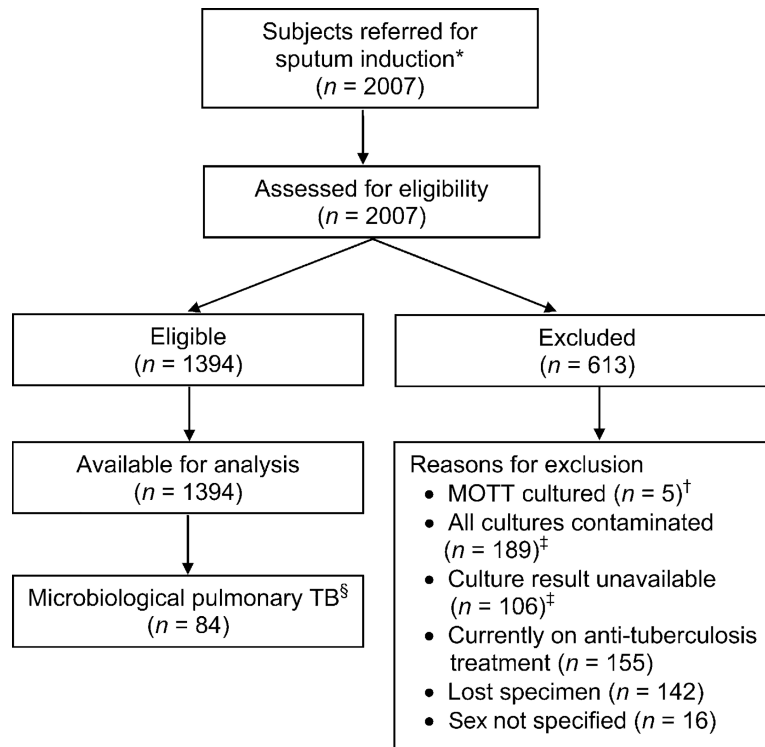 Subjects referred for
sputum induction*
(n = 2007)
Assessed for eligibility
(n = 2007)
Eligible
(n = 1394)
Excluded
(n = 613)
Available for analysis
(n = 1394)
Microbiological pulmonary TB§
(n = 84)
Reasons for exclusion
• MOTT cultured (n = 5)†
• All cultures contaminated
(n = 189)‡
• Culture result unavailable
(n = 106)‡
• Currently on anti-tuberculosis
treatment (n = 155)
• Lost specimen (n = 142)
• Sex not specified (n = 16)